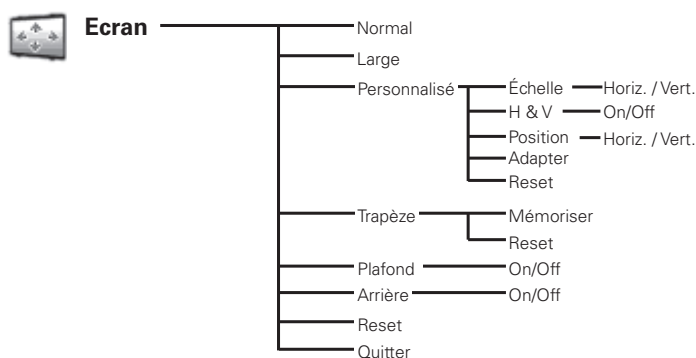 Ecran Normal
Large
Personnalisé Échelle Horiz. / Vert.
H & V On/Off
Position Horiz. / Vert.
Adapter
Reset
Trapèze Mémoriser
Reset
Plafond On/Off
Arrière On/Off
Reset
Quitter